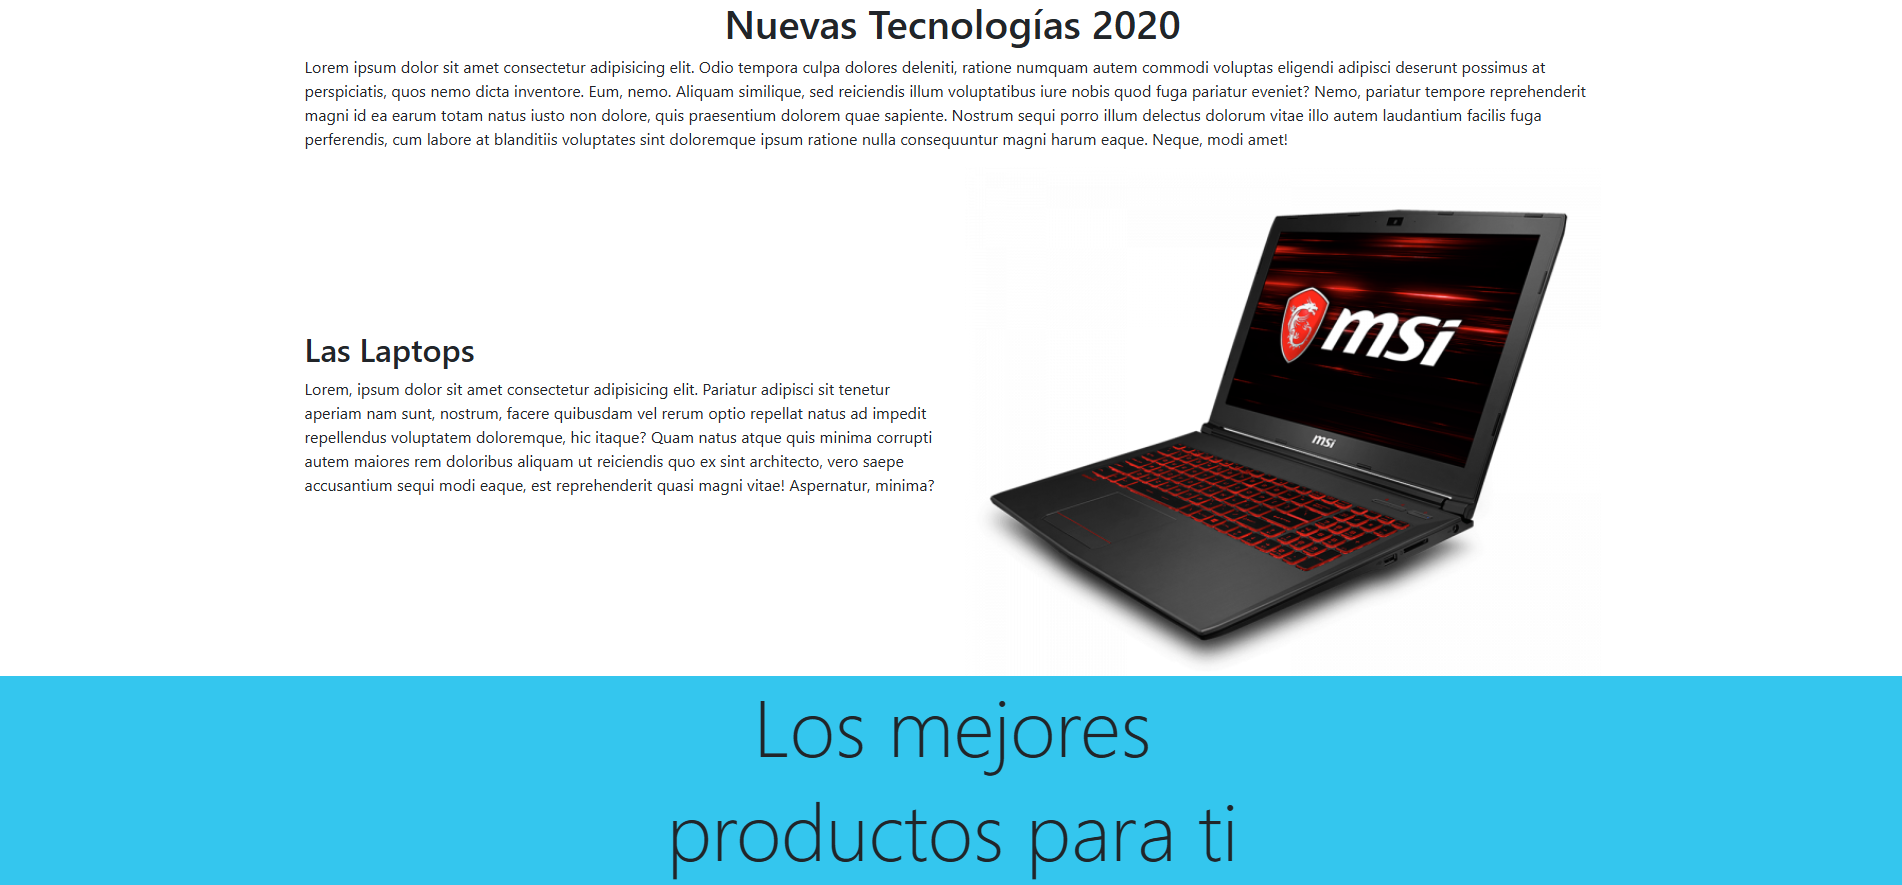 Nuevas Tecnologías 2020
Lorem ipsum dolor sit amet consectetur adipisicing elit. Odio tempora culpa dolores deleniti, ratione numquam autem commodi voluptas eligendi adipisci deserunt possimus at
perspiciatis, quos nemo dicta inventore. Eum, nemo. Aliquam similique, sed reiciendis illum voluptatibus iure nobis quod fuga pariatur eveniet? Nemo, pariatur tempore reprehenderit
magni id ea earum totam natus iusto non dolore, quis praesentium dolorem quae sapiente. Nostrum sequi porro illum delectus dolorum vitae illo autem laudantium facilis fuga
perferendis, cum labore at blanditiis voluptates sint doloremque ipsum ratione nulla consequuntur magni harum eaque. Neque, modi amet!
Las Laptops
Lorem, ipsum dolor sit amet consectetur adipisicing elit. Pariatur adipisci sit tenetur
aperiam nam sunt, nostrum, facere quibusdam vel rerum optio repellat natus ad impedit
repellendus voluptatem doloremque, hic itaque? Quam natus atque quis minima corrupti
autem maiores rem doloribus aliquam ut reiciendis quo ex sint architecto, vero saepe
accusantium sequi modi eaque, est reprehenderit quasi magni vitae! Aspernatur, minima?
msi
msi
Los mejores
productos para ti